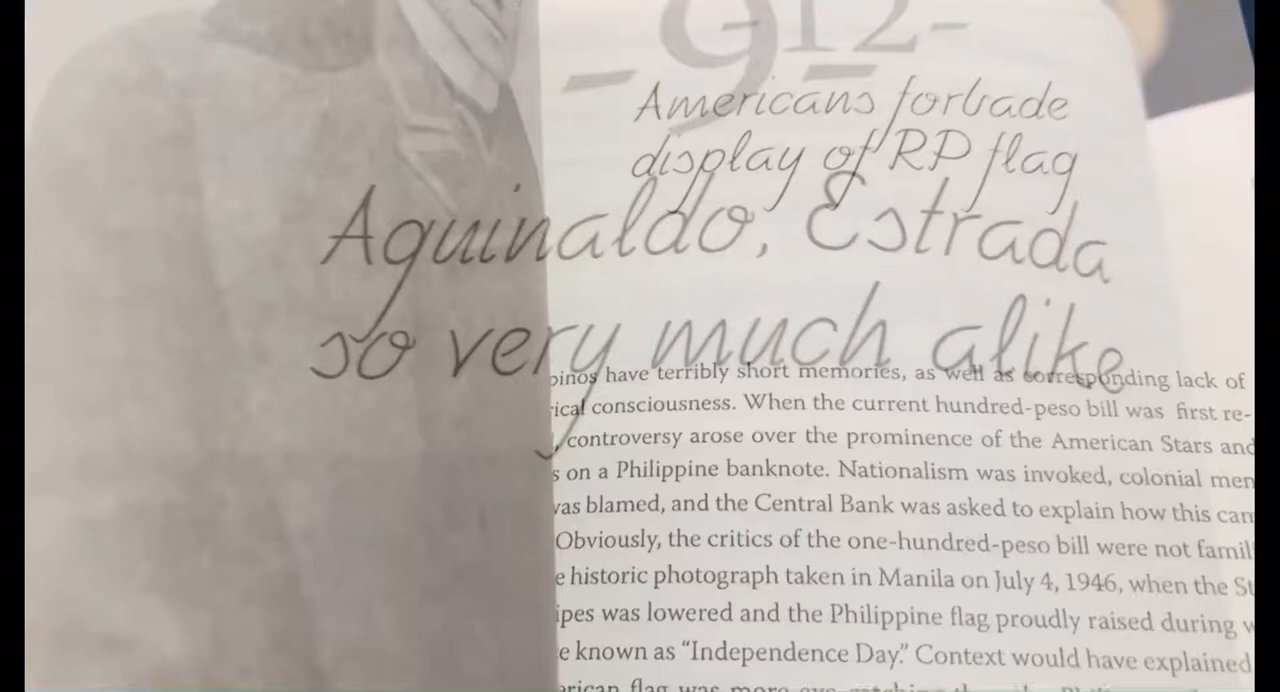 -912-
Americans forbade
display of RP flag
Aguinaldo, Estrada
so very much alike
pinos have terribly short memories, as well as corresponding lack of
ical consciousness. When the current hundred-peso bill was first re-
, controversy arose over the prominence of the American Stars and
s on a Philippine banknote. Nationalism was invoked, colonial men
vas blamed, and the Central Bank was asked to explain how this cam
Obviously, the critics of the one-hundred-peso bill were not famil
e historic photograph taken in Manila on July 4, 1946, when the St
ipes was lowered and the Philippine flag proudly raised during w
e known as “Independence Day.” Context would have explained
erican flag was more